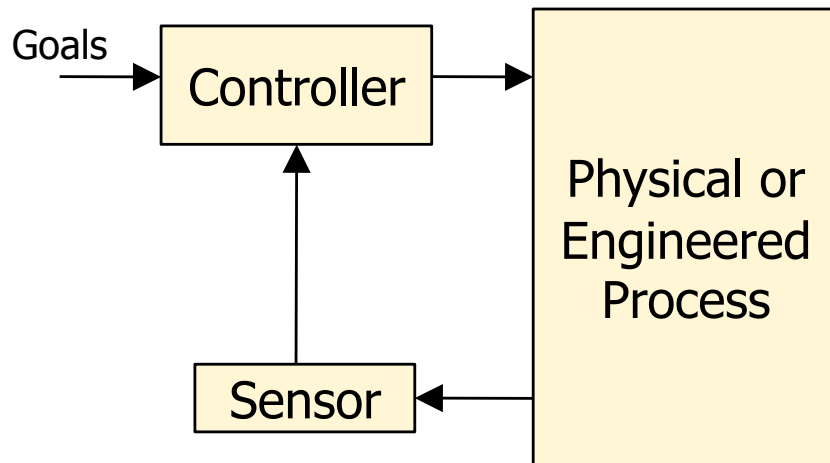 Goals
Controller
Physical or
Engineered
Process
Sensor